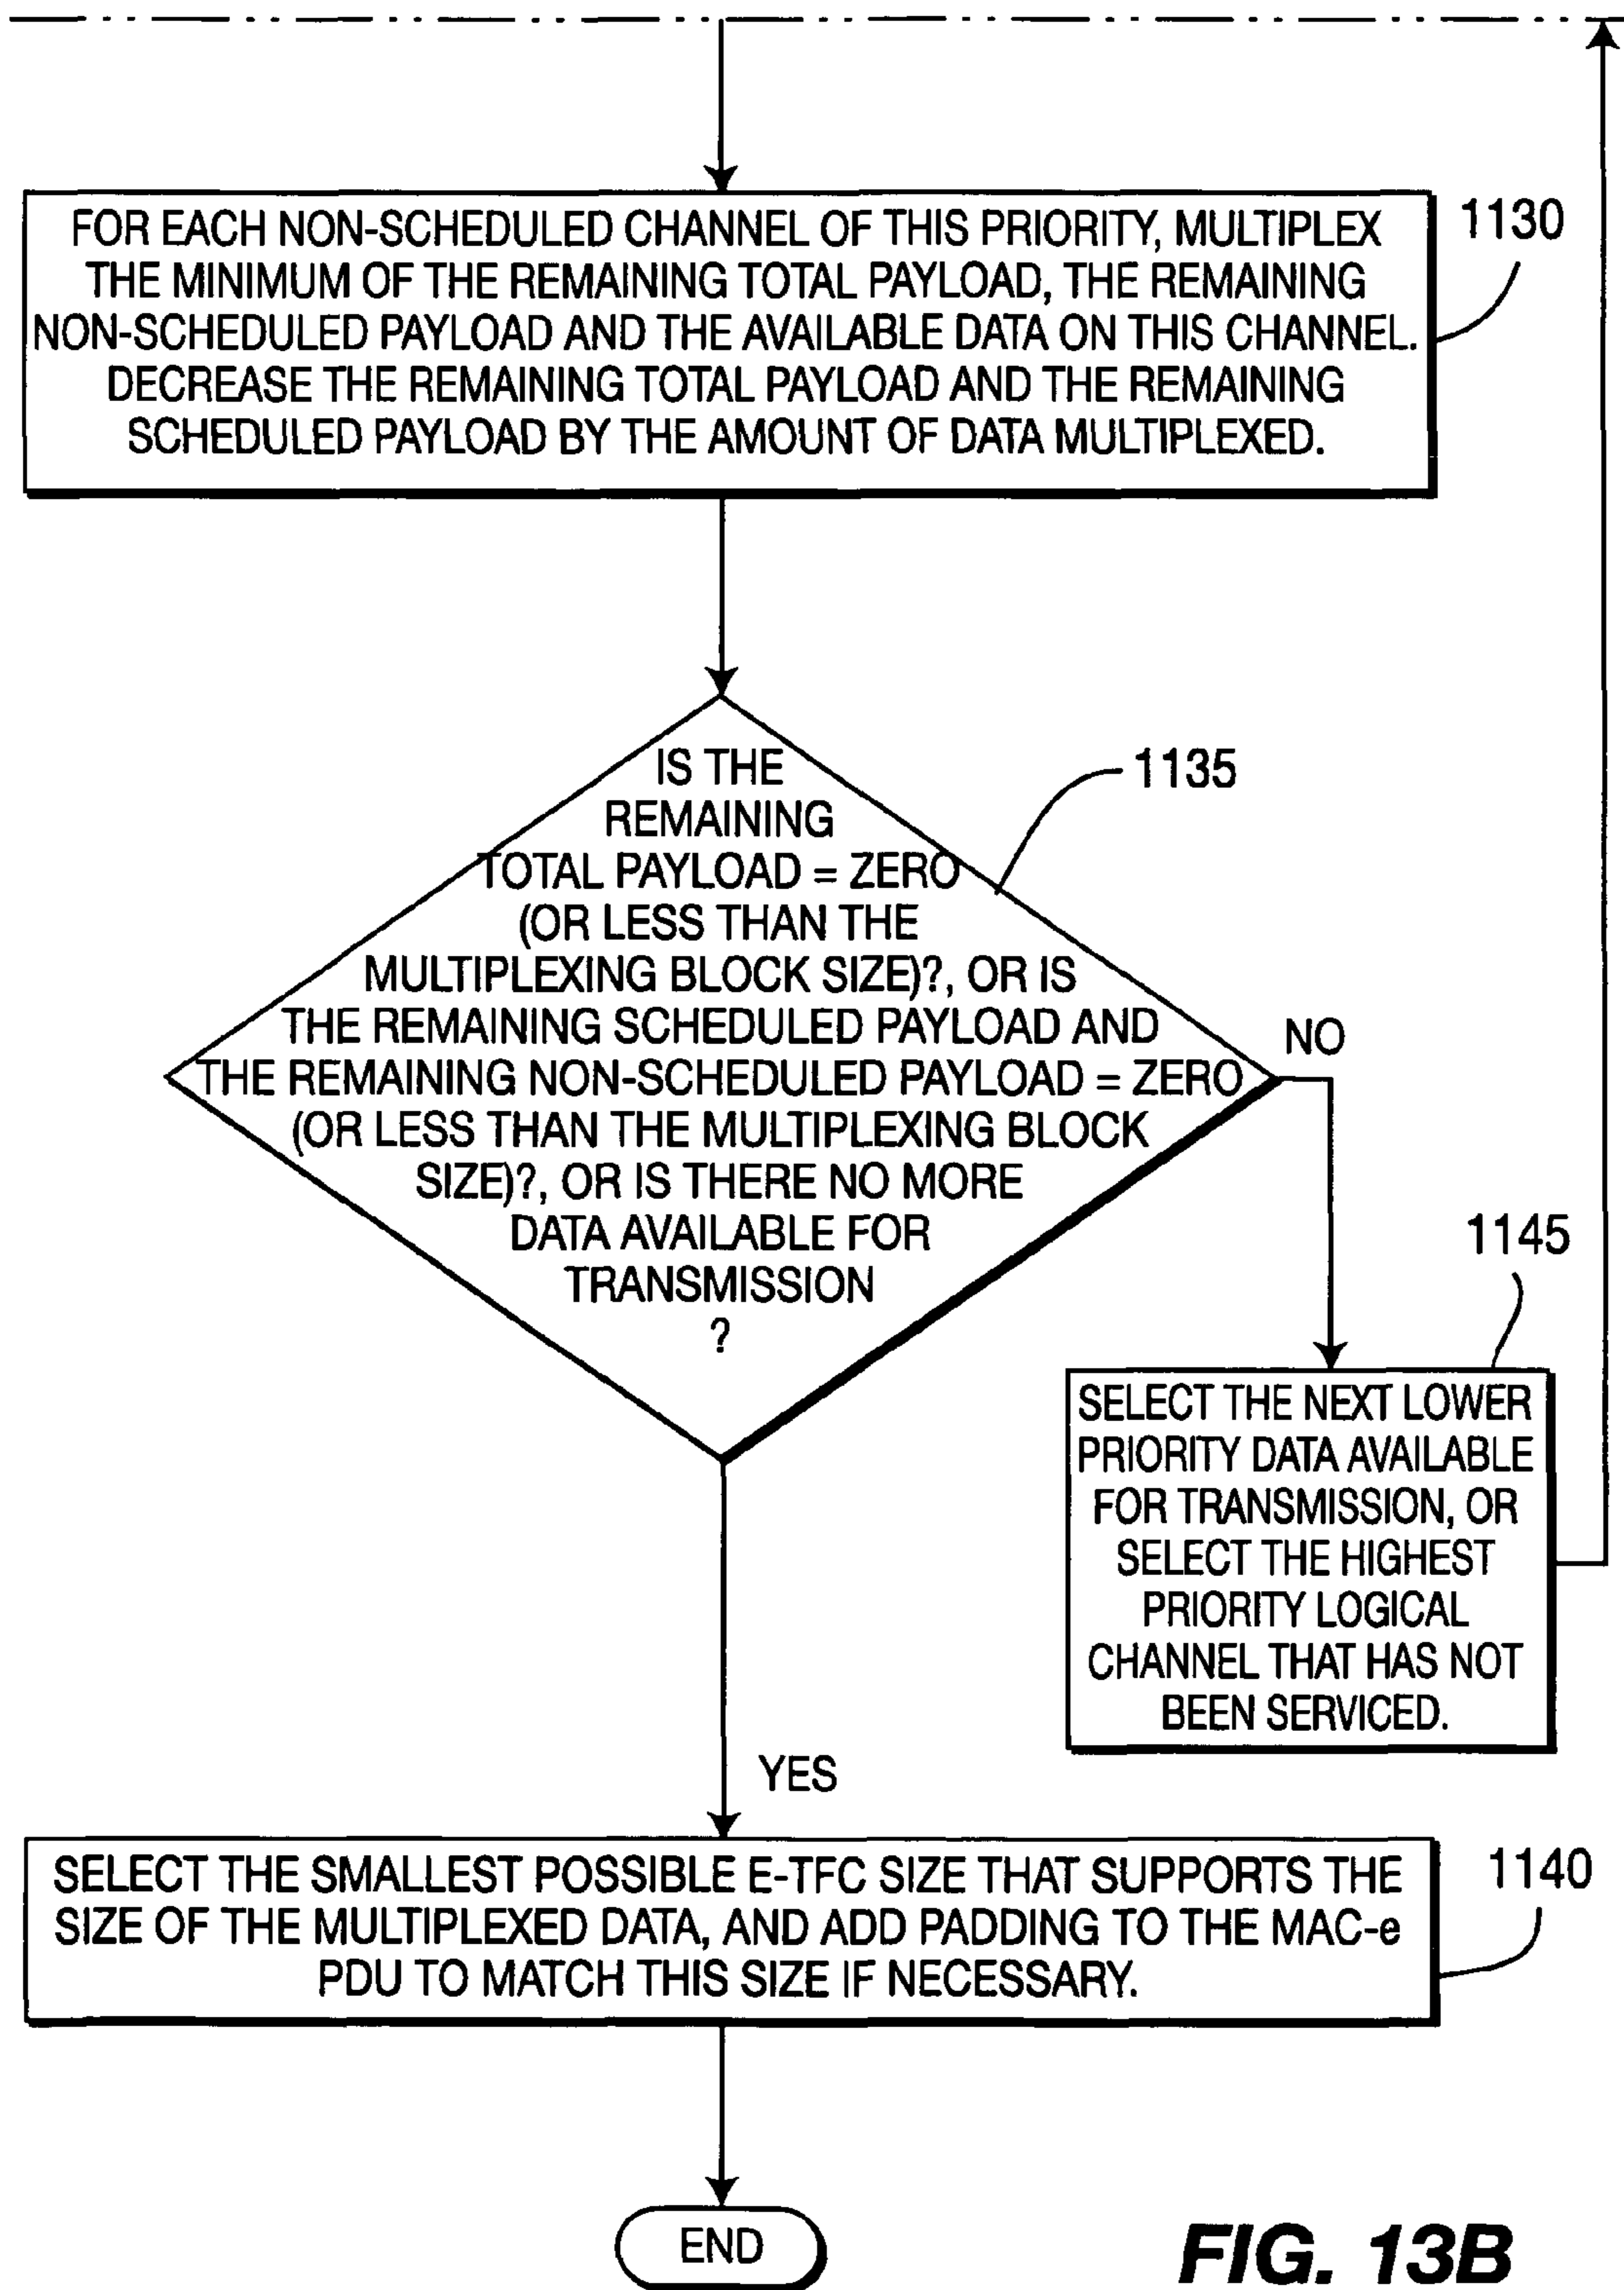 FOR EACH NON-SCHEDULED CHANNEL OF THIS PRIORITY, MULTIPLEX
THE MINIMUM OF THE REMAINING TOTAL PAYLOAD, THE REMAINING
NON-SCHEDULED PAYLOAD AND THE AVAILABLE DATA ON THIS CHANNEL.
DECREASE THE REMAINING TOTAL PAYLOAD AND THE REMAINING
SCHEDULED PAYLOAD BY THE AMOUNT OF DATA MULTIPLEXED.
1130
IS THE
REMAINING
TOTAL PAYLOAD = ZERO
(OR LESS THAN THE
MULTIPLEXING BLOCK SIZE)?, OR IS
THE REMAINING SCHEDULED PAYLOAD AND
THE REMAINING NON-SCHEDULED PAYLOAD = ZERO
(OR LESS THAN THE MULTIPLEXING BLOCK
SIZE)?, OR IS THERE NO MORE
DATA AVAILABLE FOR
TRANSMISSION
?
1135
NO
1145
SELECT THE NEXT LOWER
PRIORITY DATA AVAILABLE
FOR TRANSMISSION, OR
SELECT THE HIGHEST
PRIORITY LOGICAL
CHANNEL THAT HAS NOT
BEEN SERVICED.
YES
SELECT THE SMALLEST POSSIBLE E-TFC SIZE THAT SUPPORTS THE
SIZE OF THE MULTIPLEXED DATA, AND ADD PADDING TO THE MAC-e
PDU TO MATCH THIS SIZE IF NECESSARY.
1140
END
FIG. 13B